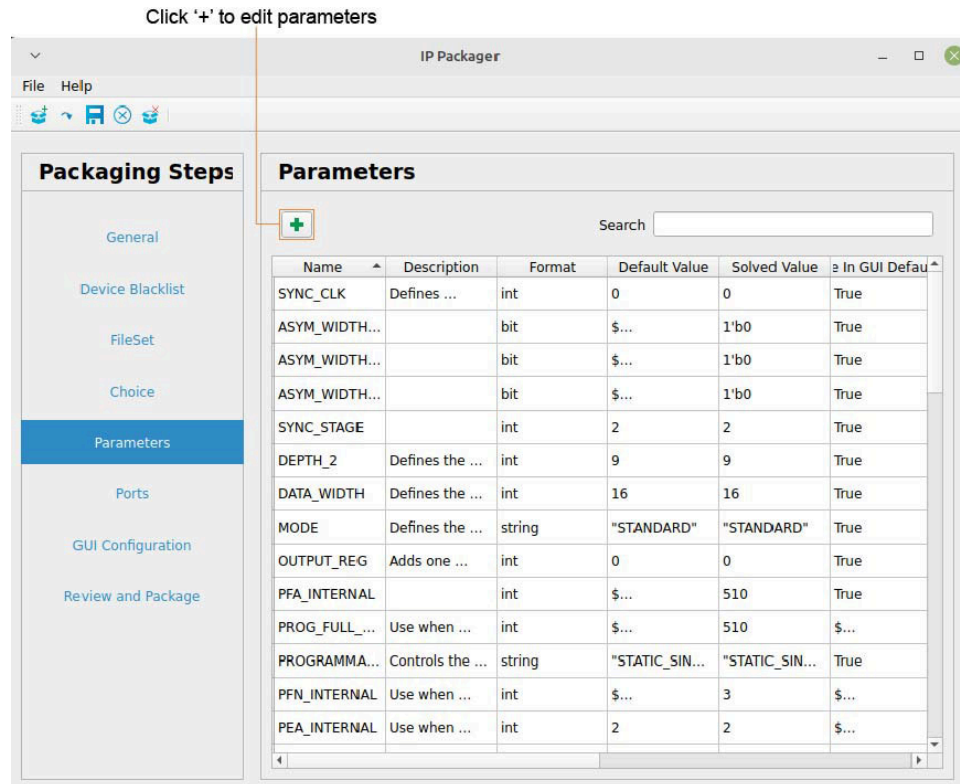 Click ‘+’ to edit parameters
IP Packager
File Help
Packaging Steps
General
Device Blacklist
FileSet
Choice
Parameters
Ports
GUI Configuration
Review and Package
Parameters
Search
Name Description Format Default Value Solved Value e In GUI Defau
SYNC_CLK Defines ... int 0 0 True
ASYM_WIDTH... bit $... 1'b0 True
ASYM_WIDTH... bit $... 1'b0 True
ASYM_WIDTH... bit $... 1'b0 True
SYNC_STAGE int 2 2 True
DEPTH_2 Defines the ... int 9 9 True
DATA_WIDTH Defines the ... int 16 16 True
MODE Defines the ... string "STANDARD" "STANDARD" True
OUTPUT_REG Adds one ... int 0 0 True
PFA_INTERNAL int $... 510 True
PROG_FULL_... Use when ... int $... 510 $...
PROGRAMMA... Controls the ... string "STATIC_SIN... "STATIC_SIN... True
PFN_INTERNAL Use when ... int $... 3 $...
PEA_INTERNAL Use when ... int 2 2 $...